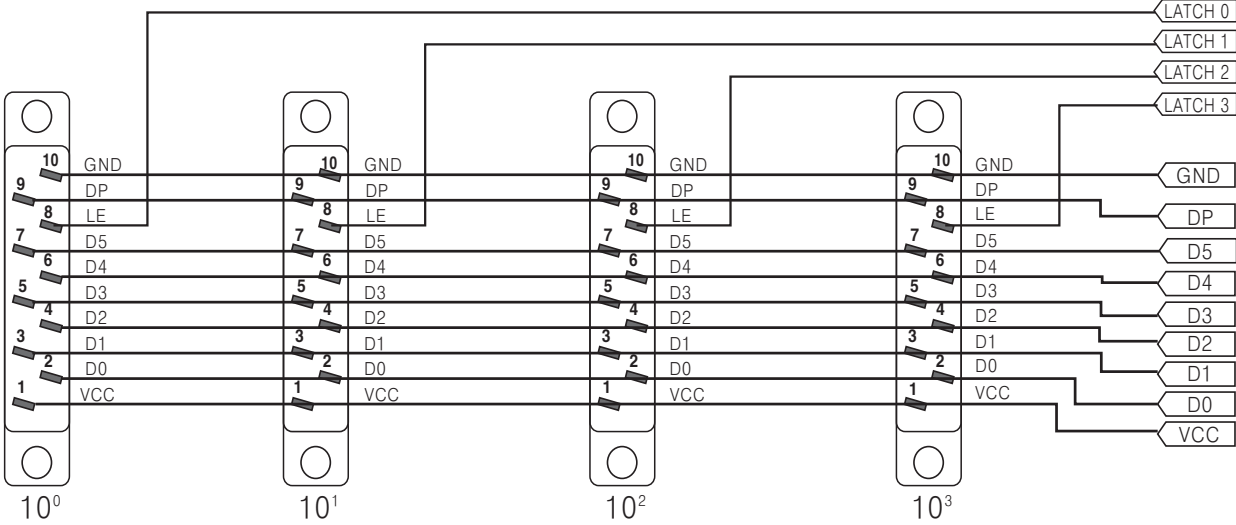 LATCH 0
LATCH 1
LATCH 2
LATCH 3
10 GND 10 GND 10 GND 10 GND GND
9 DP 9 DP 9 DP 9 DP DP
8 LE 8 LE 8 LE 8 LE
7 D5 7 D5 7 D5 7 D5 D5
6 D4 6 D4 6 D4 6 D4 D4
5 D3 5 D3 5 D3 5 D3 D3
4 D2 4 D2 4 D2 4 D2 D2
3 D1 3 D1 3 D1 3 D1 D1
2 D0 2 D0 2 D0 2 D0 D0
1 VCC 1 VCC 1 VCC 1 VCC VCC
10⁰ 10¹ 10² 10³